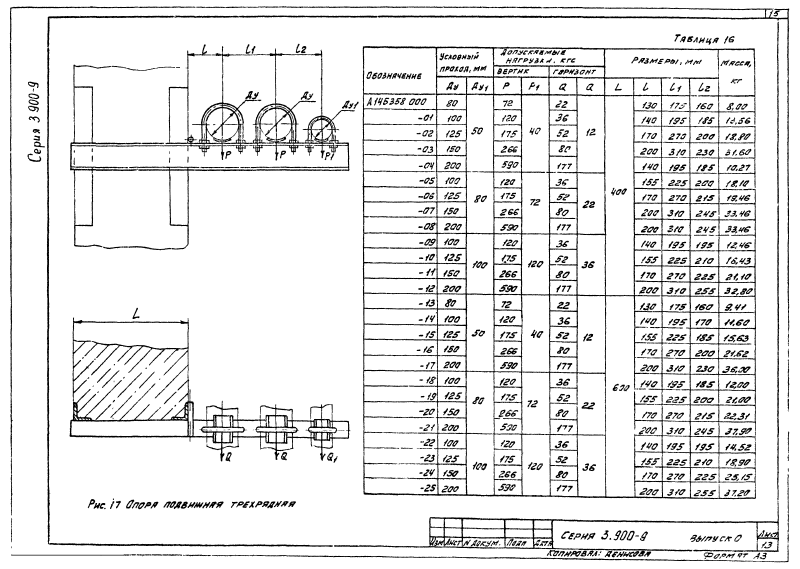 15
Серия 3.900-9
Таблица 16
Обозначение | Условный проход, мм | Допускаемые нагрузки, кгс | Размеры, мм | Масса, кг
Вертик | Горизонт
Ду | Ду1 | P | P1 | Q | Q | L | l | l1 | l2
А14Б358 000 | 80 | 50 | 72 | 40 | 22 | 12 | 400 | 130 | 175 | 160 | 8,00
-01 | 100 | 120 | 36 | 140 | 195 | 185 | 12,56
-02 | 125 | 175 | 52 | 170 | 270 | 200 | 18,80
-03 | 150 | 266 | 80 | 200 | 310 | 230 | 31,60
-04 | 200 | 590 | 177 | 140 | 195 | 185 | 10,27
-05 | 100 | 80 | 120 | 72 | 36 | 22 | 155 | 225 | 200 | 18,10
-06 | 125 | 175 | 52 | 170 | 270 | 215 | 19,46
-07 | 150 | 266 | 80 | 200 | 310 | 245 | 33,46
-08 | 200 | 590 | 177 | 200 | 310 | 245 | 33,46
-09 | 100 | 100 | 120 | 120 | 36 | 36 | 140 | 195 | 195 | 12,46
-10 | 125 | 175 | 52 | 155 | 225 | 210 | 16,43
-11 | 150 | 266 | 80 | 170 | 270 | 225 | 21,10
-12 | 200 | 590 | 177 | 200 | 310 | 255 | 32,80
-13 | 80 | 50 | 72 | 40 | 22 | 12 | 600 | 130 | 175 | 160 | 9,41
-14 | 100 | 120 | 36 | 140 | 195 | 170 | 11,60
-15 | 125 | 175 | 52 | 155 | 225 | 185 | 15,63
-16 | 150 | 266 | 80 | 170 | 270 | 200 | 21,62
-17 | 200 | 590 | 177 | 200 | 310 | 230 | 36,00
-18 | 100 | 80 | 120 | 72 | 36 | 22 | 140 | 195 | 185 | 12,00
-19 | 125 | 175 | 52 | 155 | 225 | 200 | 21,00
-20 | 150 | 266 | 80 | 170 | 270 | 215 | 22,31
-21 | 200 | 590 | 177 | 200 | 310 | 245 | 37,90
-22 | 100 | 100 | 120 | 120 | 36 | 36 | 140 | 195 | 195 | 14,52
-23 | 125 | 175 | 52 | 155 | 225 | 210 | 18,90
-24 | 150 | 266 | 80 | 170 | 270 | 225 | 25,15
-25 | 200 | 590 | 177 | 200 | 310 | 255 | 37,20
l l1 l2
Ду Ду Ду1
P P P1
L
Q Q Q1
Рис. 17 Опора подвижная трехрядная
Изм Лист N докум. Подп Дата
Серия 3.900-9 Выпуск 0 Лист 13
Копировал: Денисова Формат А3